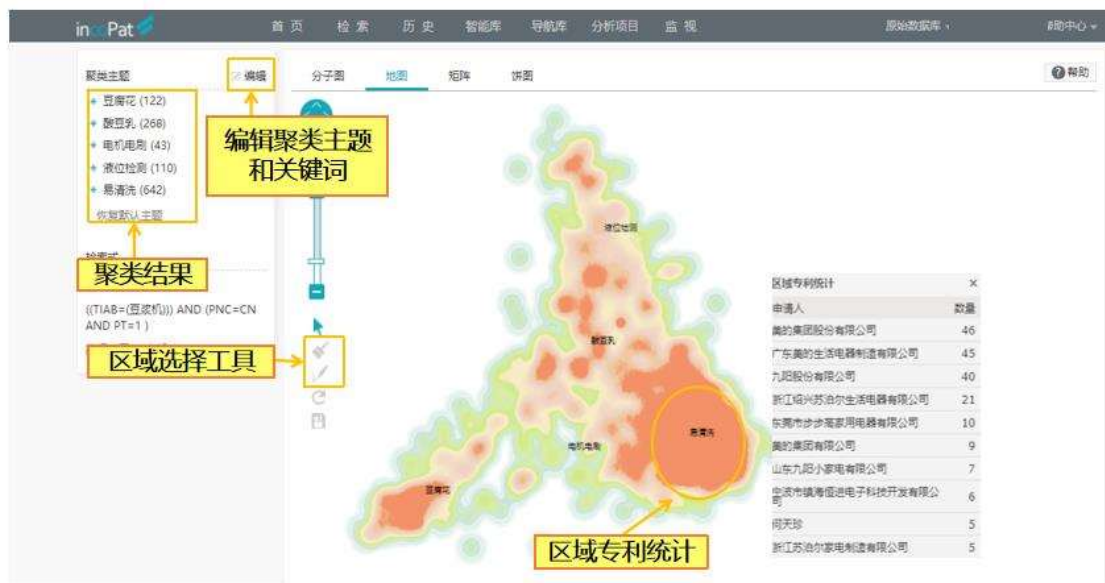 incoPat
首页 检索 历史 智能库 导航库 分析项目 监视 原始数据库 帮助中心
聚类主题 编辑
豆腐花 (122)
酸豆乳 (268)
电机电刷 (43)
液位检测 (110)
易清洗 (642)
恢复默认主题
编辑聚类主题
和关键词
聚类结果
((TIAB=(豆浆机))) AND (PNC=CN
AND PT=1 )
区域选择工具
分子图 地图 矩阵 饼图 帮助
液位检测
酸豆乳
易清洗
电机电刷
豆腐花
区域专利统计
区域专利统计 ×
申请人 数量
美的集团股份有限公司 46
广东美的生活电器制造有限公司 45
九阳股份有限公司 40
浙江绍兴苏泊尔生活电器有限公司 21
东莞市步步高家用电器有限公司 10
美的集团有限公司 9
山东九阳小家电有限公司 7
宁波市镇海恒进电子科技开发有限公
司 6
何天珍 5
浙江苏泊尔家电制造有限公司 5